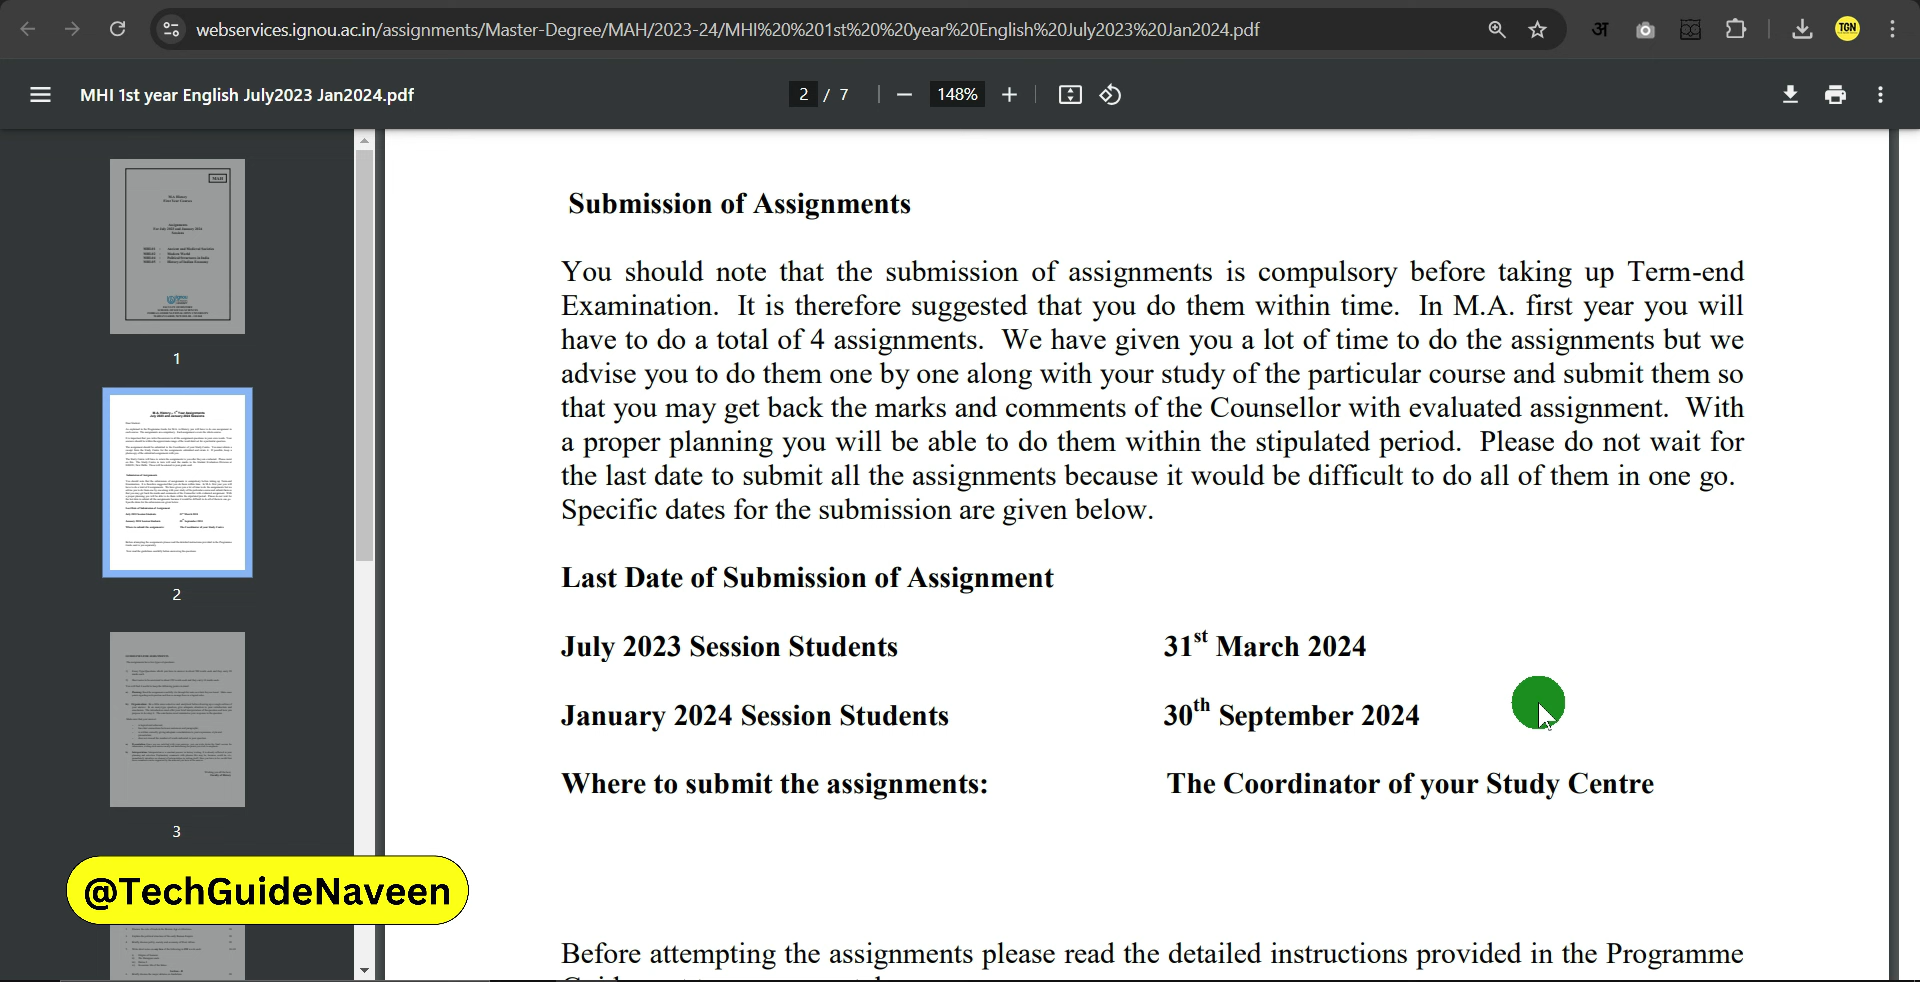 webservices.ignou.ac.in/assignments/Master-Degree/MAH/2023-24/MHI%20%201st%20%20year%20English%20July2023%20Jan2024.pdf
अ
TGN
MHI 1st year English July2023 Jan2024.pdf
2 / 7
148%
1
2
3
@TechGuideNaveen
Submission of Assignments
You should note that the submission of assignments is compulsory before taking up Term-end
Examination. It is therefore suggested that you do them within time. In M.A. first year you will
have to do a total of 4 assignments. We have given you a lot of time to do the assignments but we
advise you to do them one by one along with your study of the particular course and submit them so
that you may get back the marks and comments of the Counsellor with evaluated assignment. With
a proper planning you will be able to do them within the stipulated period. Please do not wait for
the last date to submit all the assignments because it would be difficult to do all of them in one go.
Specific dates for the submission are given below.
Last Date of Submission of Assignment
July 2023 Session Students 31st March 2024
January 2024 Session Students 30th September 2024
Where to submit the assignments: The Coordinator of your Study Centre
Before attempting the assignments please read the detailed instructions provided in the Programme